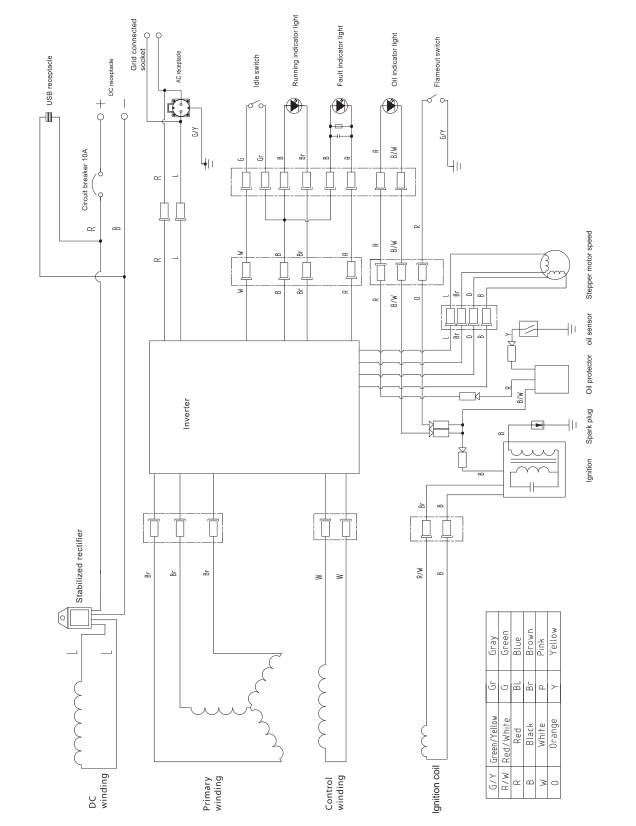 USB receptacle
DC receptacle
+
−
Grid connected
socket
AC receptacle
Idle switch
Running indicator light
Fault indicator light
Oil indicator light
Flameout switch
Circuit breaker 10A
R
B
R
L
G/Y
G
Gr
B
Br
B
R
R
B/W
G/Y
R
L
W
B
Br
R
R
B/W
R
W
B
Br
R
R
B/W
O
L
Br
O
B
L
Br
O
B
Stepper motor speed
oil sensor
Oil protector
Spark plug
Ignition
Y
R
B/W
B
B
Inverter
Stabilized rectifier
L
L
Br
Br
Br
W
W
Br
B
R/W
B
DC
winding
Primary
winding
Control
winding
Ignition coil
G/Y Green/Yellow Gr Gray
R/W Red/White G Green
R Red BL Blue
B Black Br Brown
W White P Pink
O Orange Y Yellow